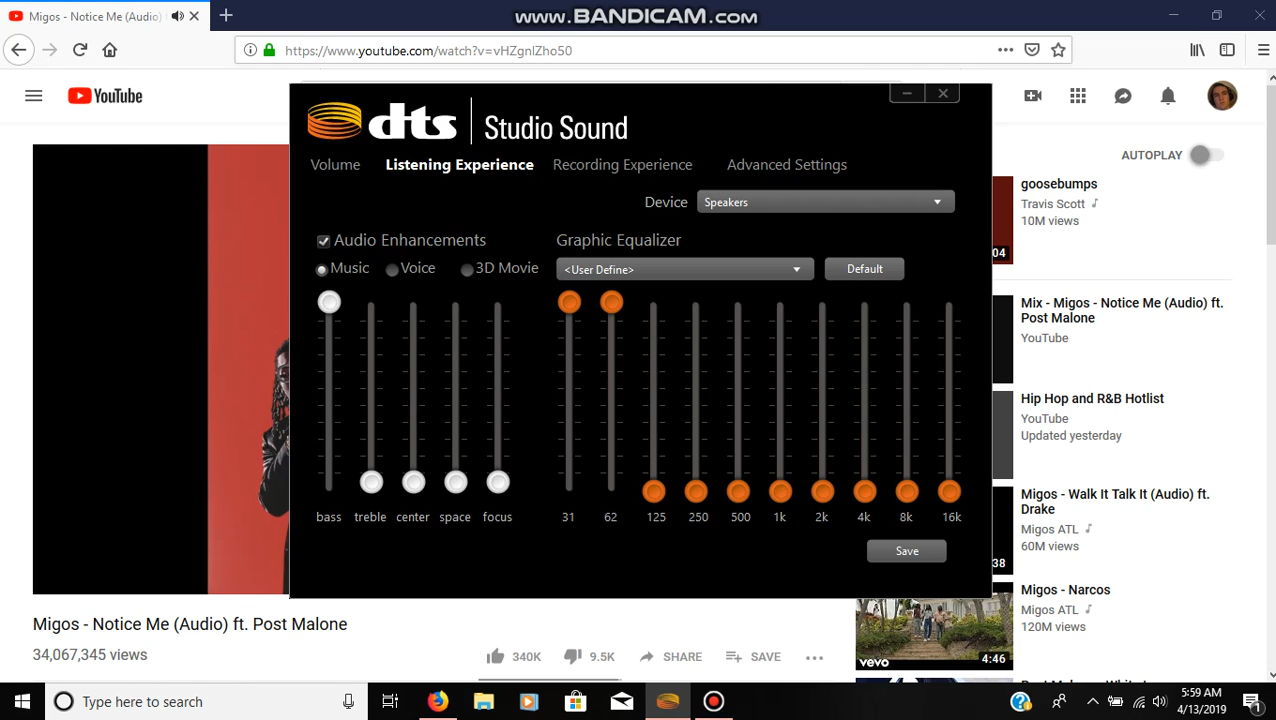 Migos - Notice Me (Audio)
www.BANDICAM.com
https://www.youtube.com/watch?v=vHZgnlZho50
YouTube
dts Studio Sound
Volume Listening Experience Recording Experience Advanced Settings
Device Speakers
Audio Enhancements
Music Voice 3D Movie
bass treble center space focus
Graphic Equalizer
<User Define> Default
31 62 125 250 500 1k 2k 4k 8k 16k
Save
AUTOPLAY
goosebumps
Travis Scott
10M views
04
Mix - Migos - Notice Me (Audio) ft.
Post Malone
YouTube
Hip Hop and R&B Hotlist
YouTube
Updated yesterday
Migos - Walk It Talk It (Audio) ft.
Drake
Migos ATL
60M views
38
Migos - Narcos
Migos ATL
120M views
vevo 4:46
Migos - Notice Me (Audio) ft. Post Malone
34,067,345 views
340K 9.5K SHARE SAVE
Type here to search
5:59 AM
4/13/2019
1